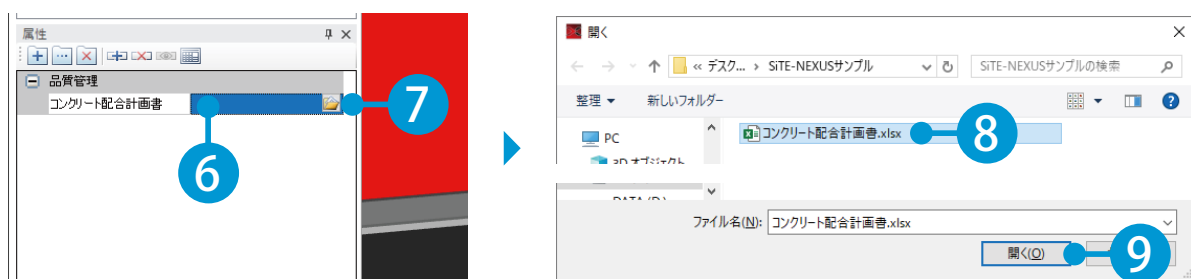 属性
品質管理
コンクリート配合計画書
6
7
開く
« デスク... › SiTE-NEXUSサンプル
SiTE-NEXUSサンプルの検索
整理 新しいフォルダー
PC
3D オブジェクト
コンクリート配合計画書.xlsx
8
DATA (D:)
ファイル名(N): コンクリート配合計画書.xlsx
開く(O)
9